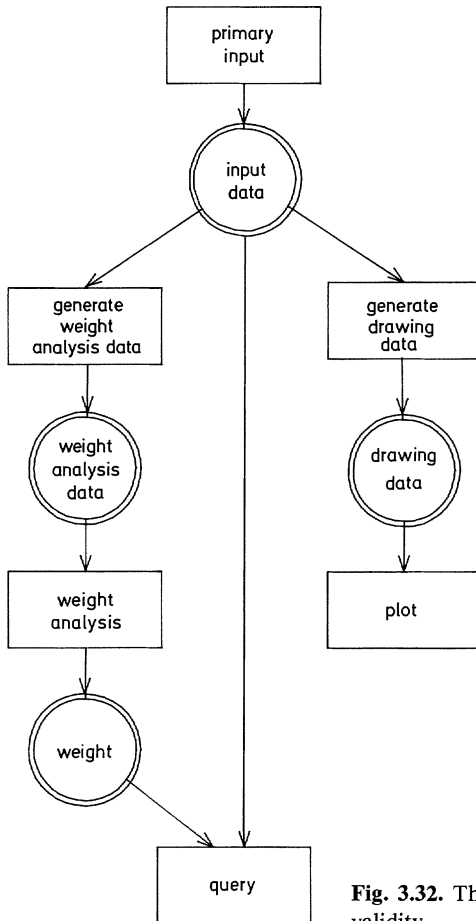 primary
input
input
data
generate
weight
analysis data
generate
drawing
data
weight
analysis
data
drawing
data
weight
analysis
plot
weight
query
Fig. 3.32. Th
validity